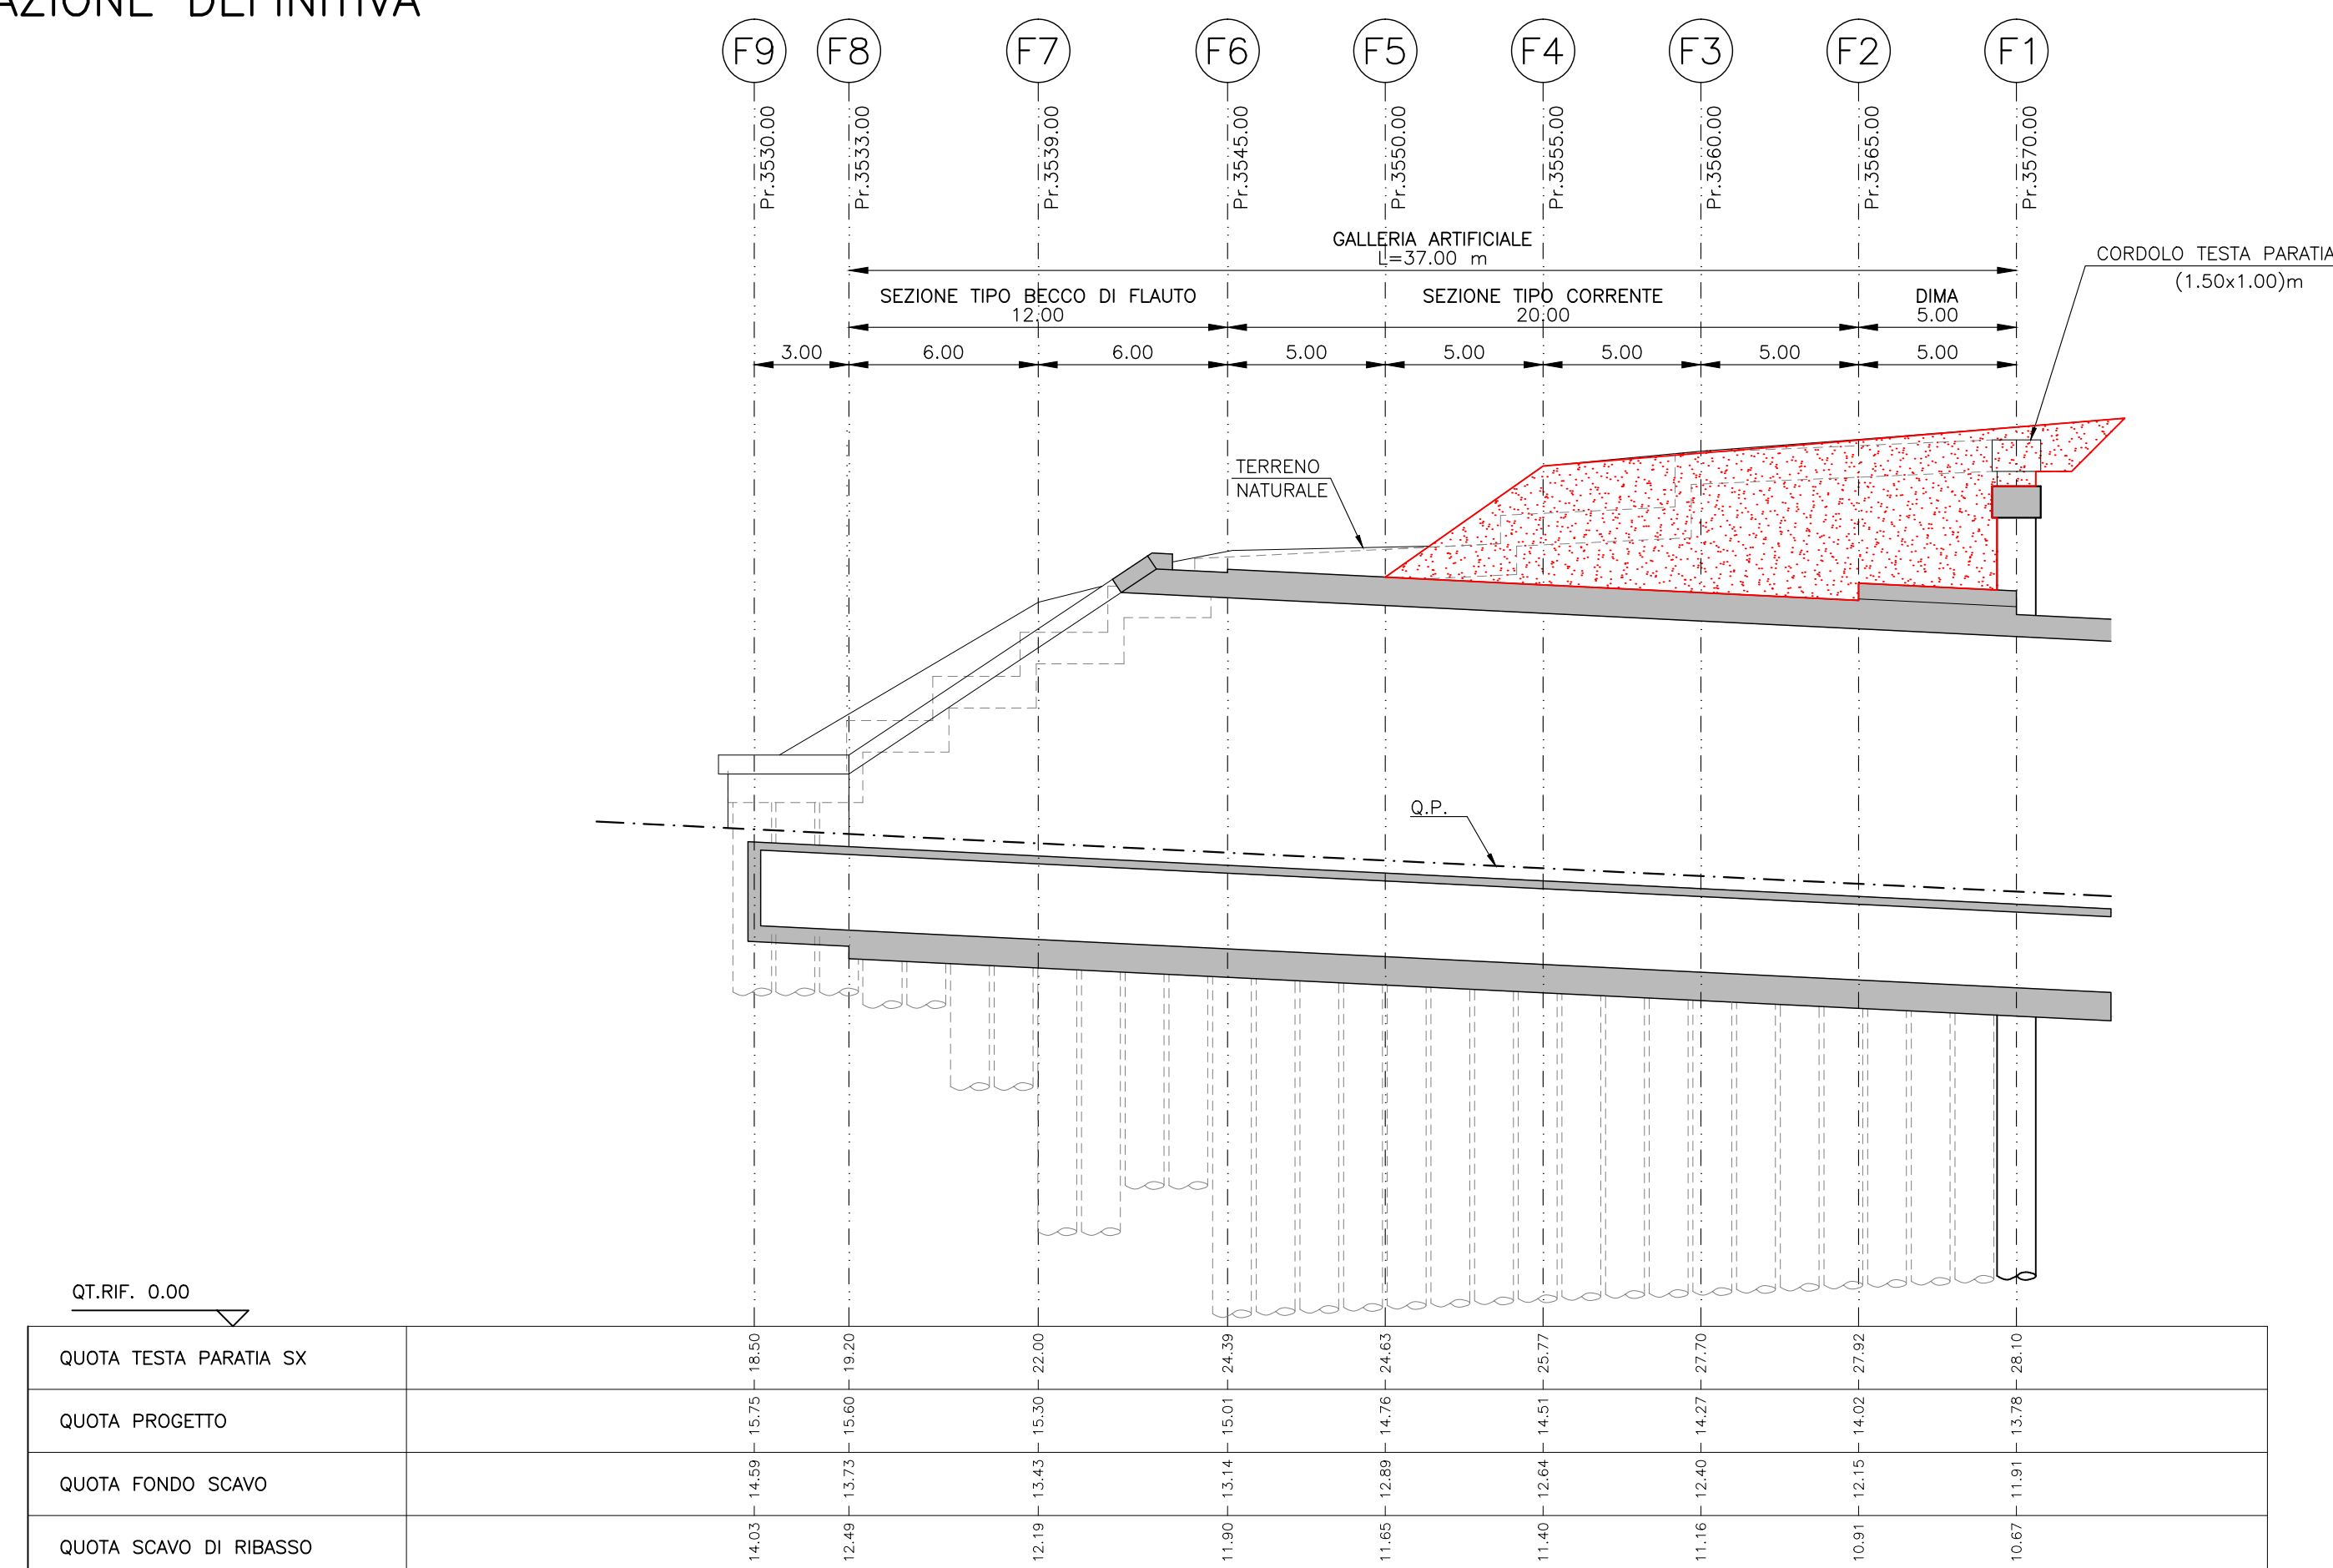 AZIONE DEFINITIVA
F9 F8 F7 F6 F5 F4 F3 F2 F1
Pr.3530.00
Pr.3533.00
Pr.3539.00
Pr.3545.00
Pr.3550.00
Pr.3555.00
Pr.3560.00
Pr.3565.00
Pr.3570.00
GALLERIA ARTIFICIALE
L=37.00 m
CORDOLO TESTA PARATIA
(1.50x1.00)m
SEZIONE TIPO BECCO DI FLAUTO
12.00
SEZIONE TIPO CORRENTE
20.00
DIMA
5.00
3.00 6.00 6.00 5.00 5.00 5.00 5.00 5.00
TERRENO
NATURALE
Q.P.
QT.RIF. 0.00
QUOTA TESTA PARATIA SX 18.50 19.20 22.00 24.39 24.63 25.77 27.70 27.92 28.10
QUOTA PROGETTO 15.75 15.60 15.30 15.01 14.76 14.51 14.27 14.02 13.78
QUOTA FONDO SCAVO 14.59 13.73 13.43 13.14 12.89 12.64 12.40 12.15 11.91
QUOTA SCAVO DI RIBASSO 14.03 12.49 12.19 11.90 11.65 11.40 11.16 10.91 10.67